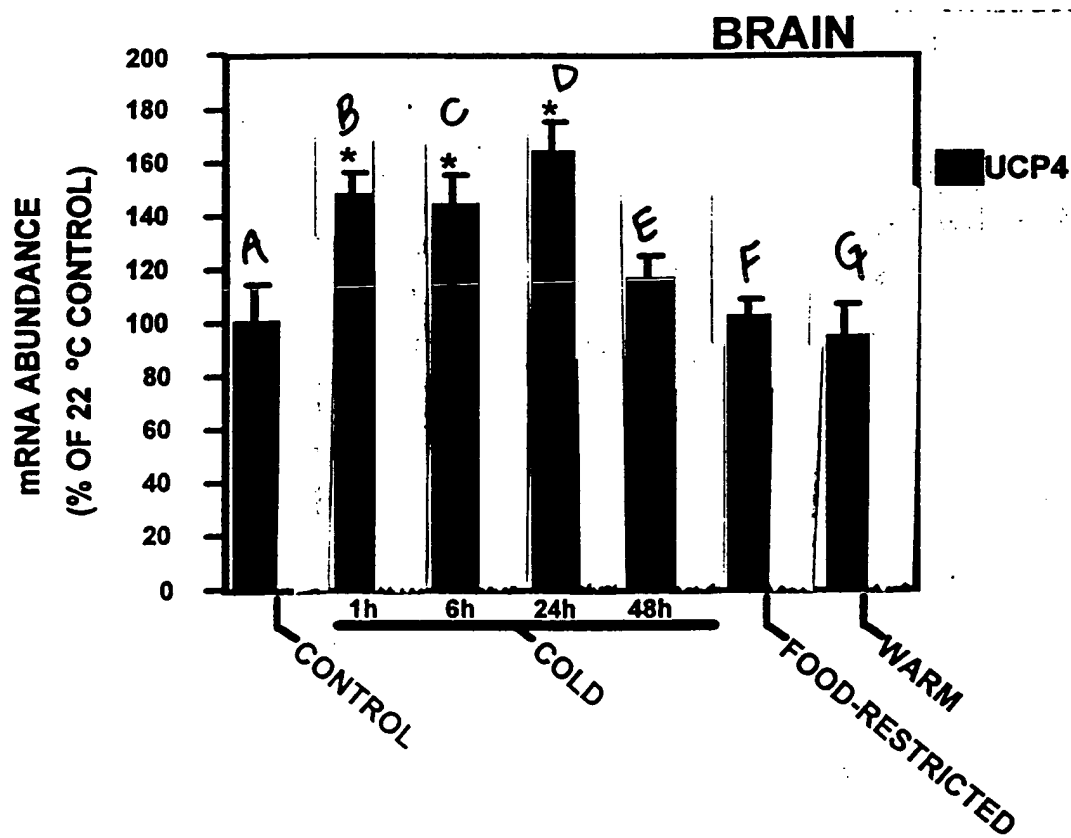 BRAIN
mRNA ABUNDANCE
(% OF 22 °C CONTROL)
200
180
160
140
120
100
80
60
40
20
0
A
B
*
C
*
D
*
E
F
G
UCP4
1h 6h 24h 48h
CONTROL
COLD
FOOD-RESTRICTED
WARM